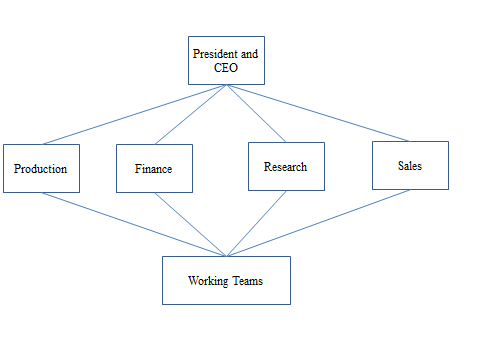 President and
CEO
Production
Finance
Research
Sales
Working Teams